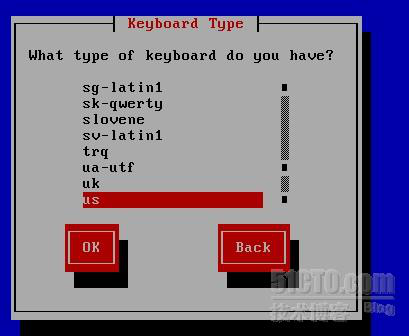 Keyboard Type
What type of keyboard do you have?
sg-latin1
sk-qwerty
slovene
sv-latin1
trq
ua-utf
uk
us
OK Back
51CTO.com
技术博客 Blog